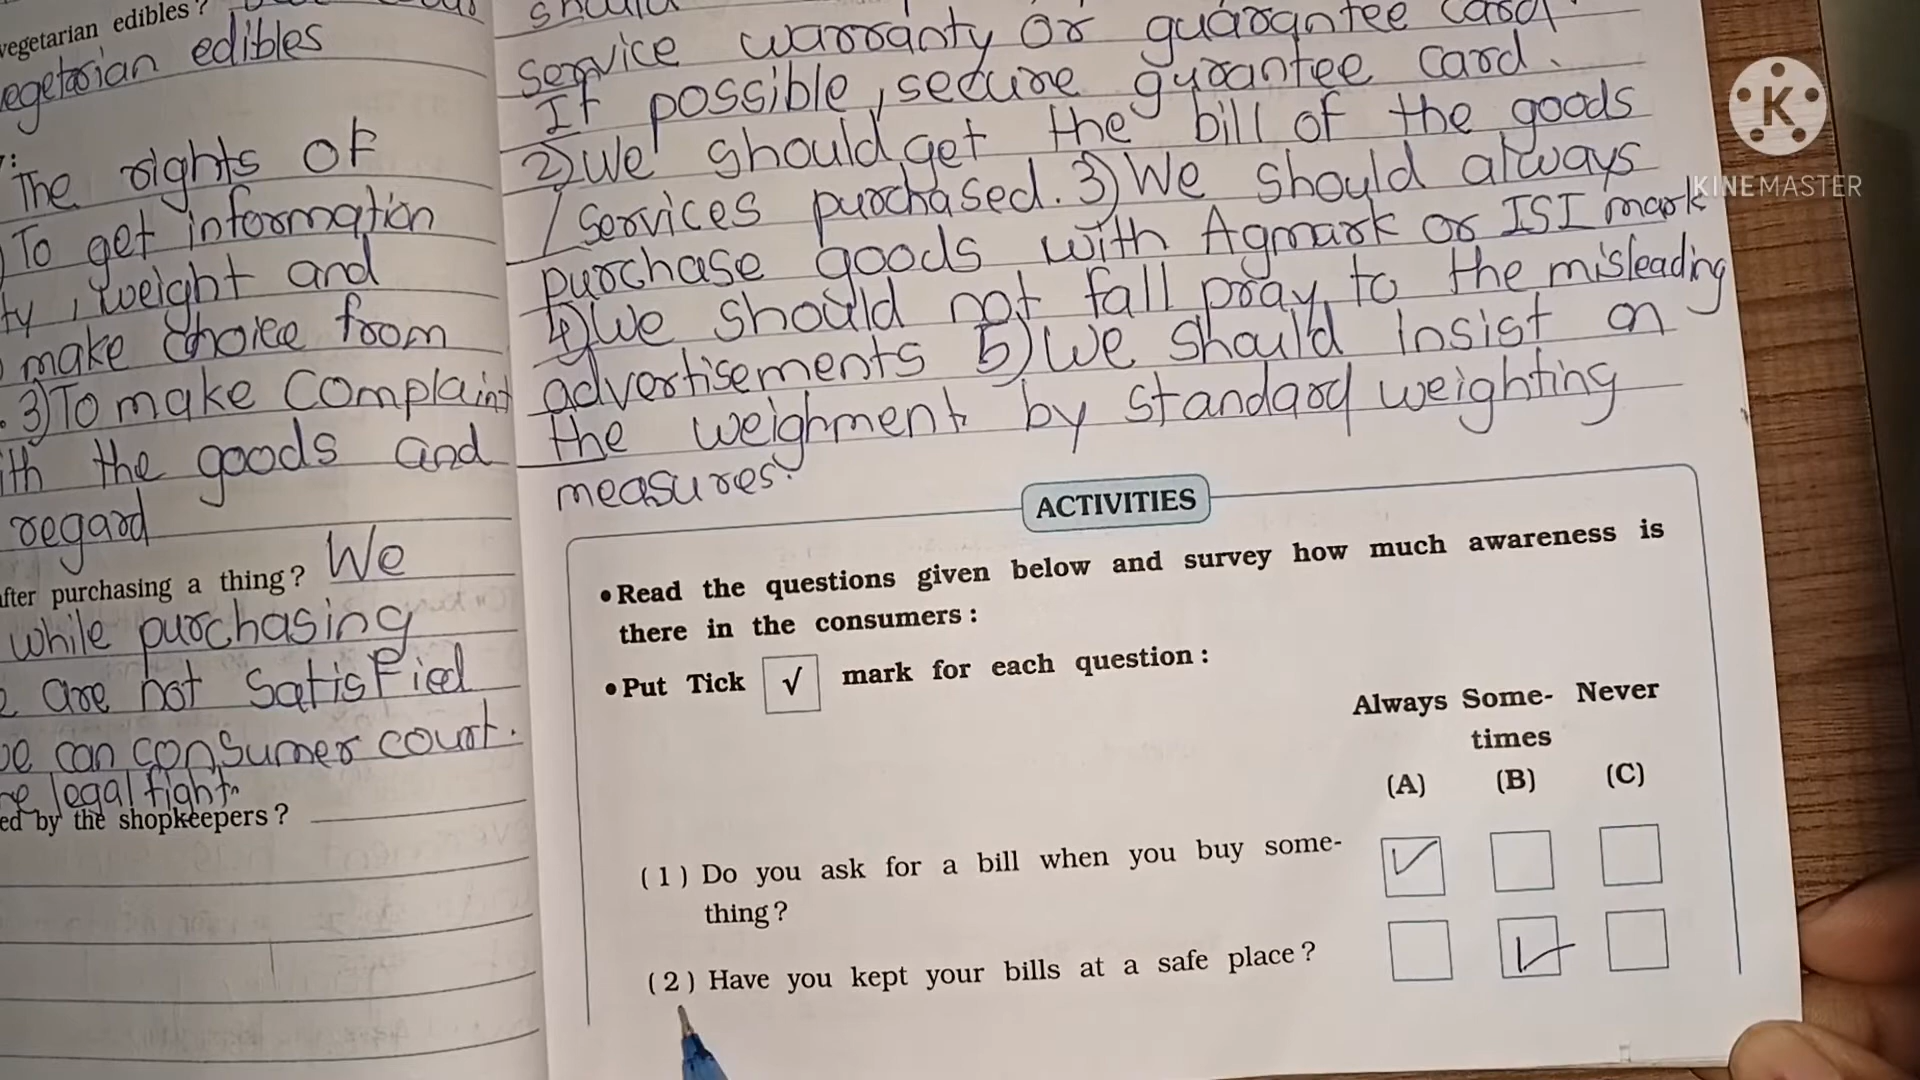 vegetarian edibles?
vegetarian edibles
The rights of
To get information
ty, weight and
make choice from
3) To make complaint
ith the goods and
regard
fter purchasing a thing? We
while purchasing
are not satisfied
we can consumer court.
legal fight.
ed by the shopkeepers?
should
service warranty or guarantee card.
If possible, secure gurantee card.
2) We should get the bill of the goods
/ services purchased. 3) We should always
purchase goods with Agmark or ISI mark
4) We should not fall pray to the misleading
advertisements 5) We should insist on
the weighment by standard weighting
measures.
ACTIVITIES
• Read the questions given below and survey how much awareness is
there in the consumers :
• Put Tick √ mark for each question :
Always Some- Never
times
(A) (B) (C)
( 1 ) Do you ask for a bill when you buy some-
thing?
( 2 ) Have you kept your bills at a safe place?
K
KINEMASTER